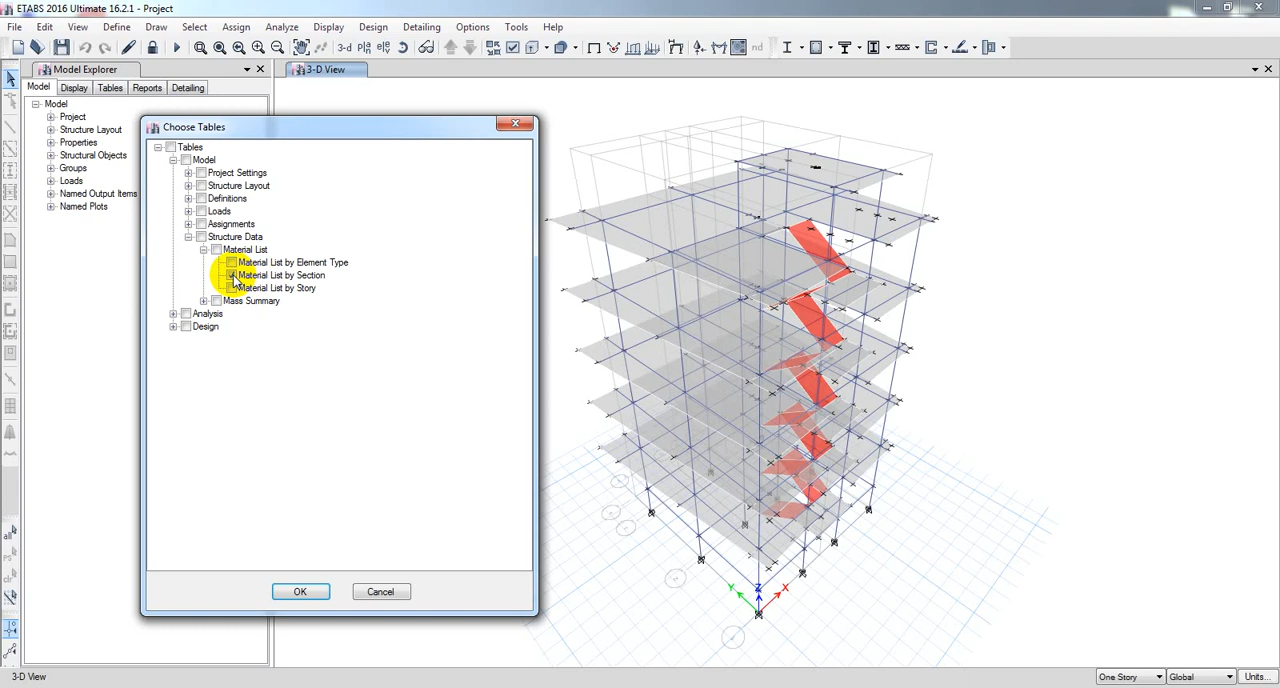 ETABS 2016 Ultimate 16.2.1 - Project
File Edit View Define Draw Select Assign Analyze Display Design Detailing Options Tools Help
3-d nd
Model Explorer
3-D View
Model Display Tables Reports Detailing
Model
Project
Structure Layout
Properties
Structural Objects
Groups
Loads
Named Output Items
Named Plots
Choose Tables
Tables
Model
Project Settings
Structure Layout
Definitions
Loads
Assignments
Structure Data
Material List
Material List by Element Type
Material List by Section
Material List by Story
Mass Summary
Analysis
Design
OK Cancel
Y Z X
3-D View
One Story Global Units...